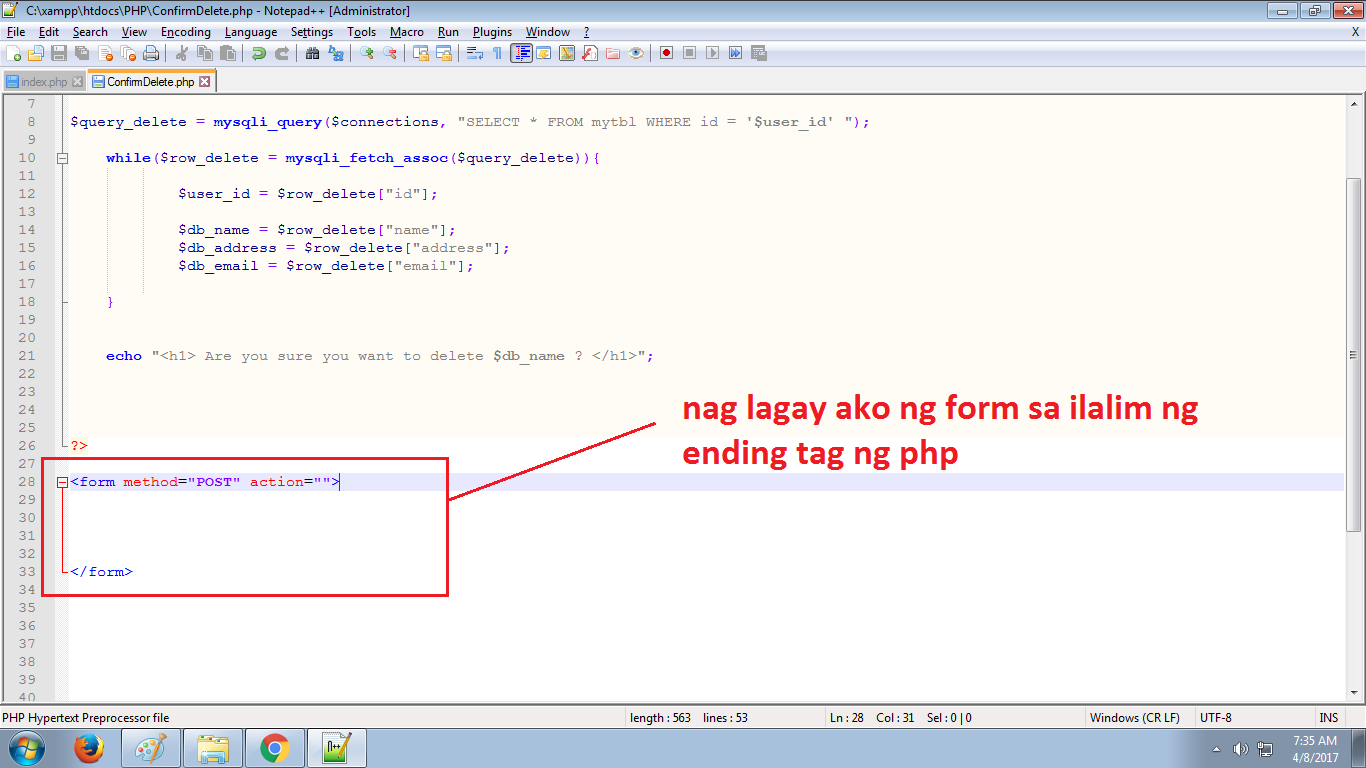 C:\xampp\htdocs\PHP\ConfirmDelete.php - Notepad++ [Administrator]
File Edit Search View Encoding Language Settings Tools Macro Run Plugins Window ? X
index.php ConfirmDelete.php
7
8 $query_delete = mysqli_query($connections, "SELECT * FROM mytbl WHERE id = '$user_id' ");
9
10 while($row_delete = mysqli_fetch_assoc($query_delete)){
11
12 $user_id = $row_delete["id"];
13
14 $db_name = $row_delete["name"];
15 $db_address = $row_delete["address"];
16 $db_email = $row_delete["email"];
17
18 }
19
20
21 echo "<h1> Are you sure you want to delete $db_name ? </h1>";
22
23
24
25
26 ?>
27
28 <form method="POST" action="">
29
30
31
32
33 </form>
34
35
36
37
38
39
40
nag lagay ako ng form sa ilalim ng
ending tag ng php
PHP Hypertext Preprocessor file length : 563 lines : 53 Ln : 28 Col : 31 Sel : 0 | 0 Windows (CR LF) UTF-8 INS
7:35 AM
4/8/2017